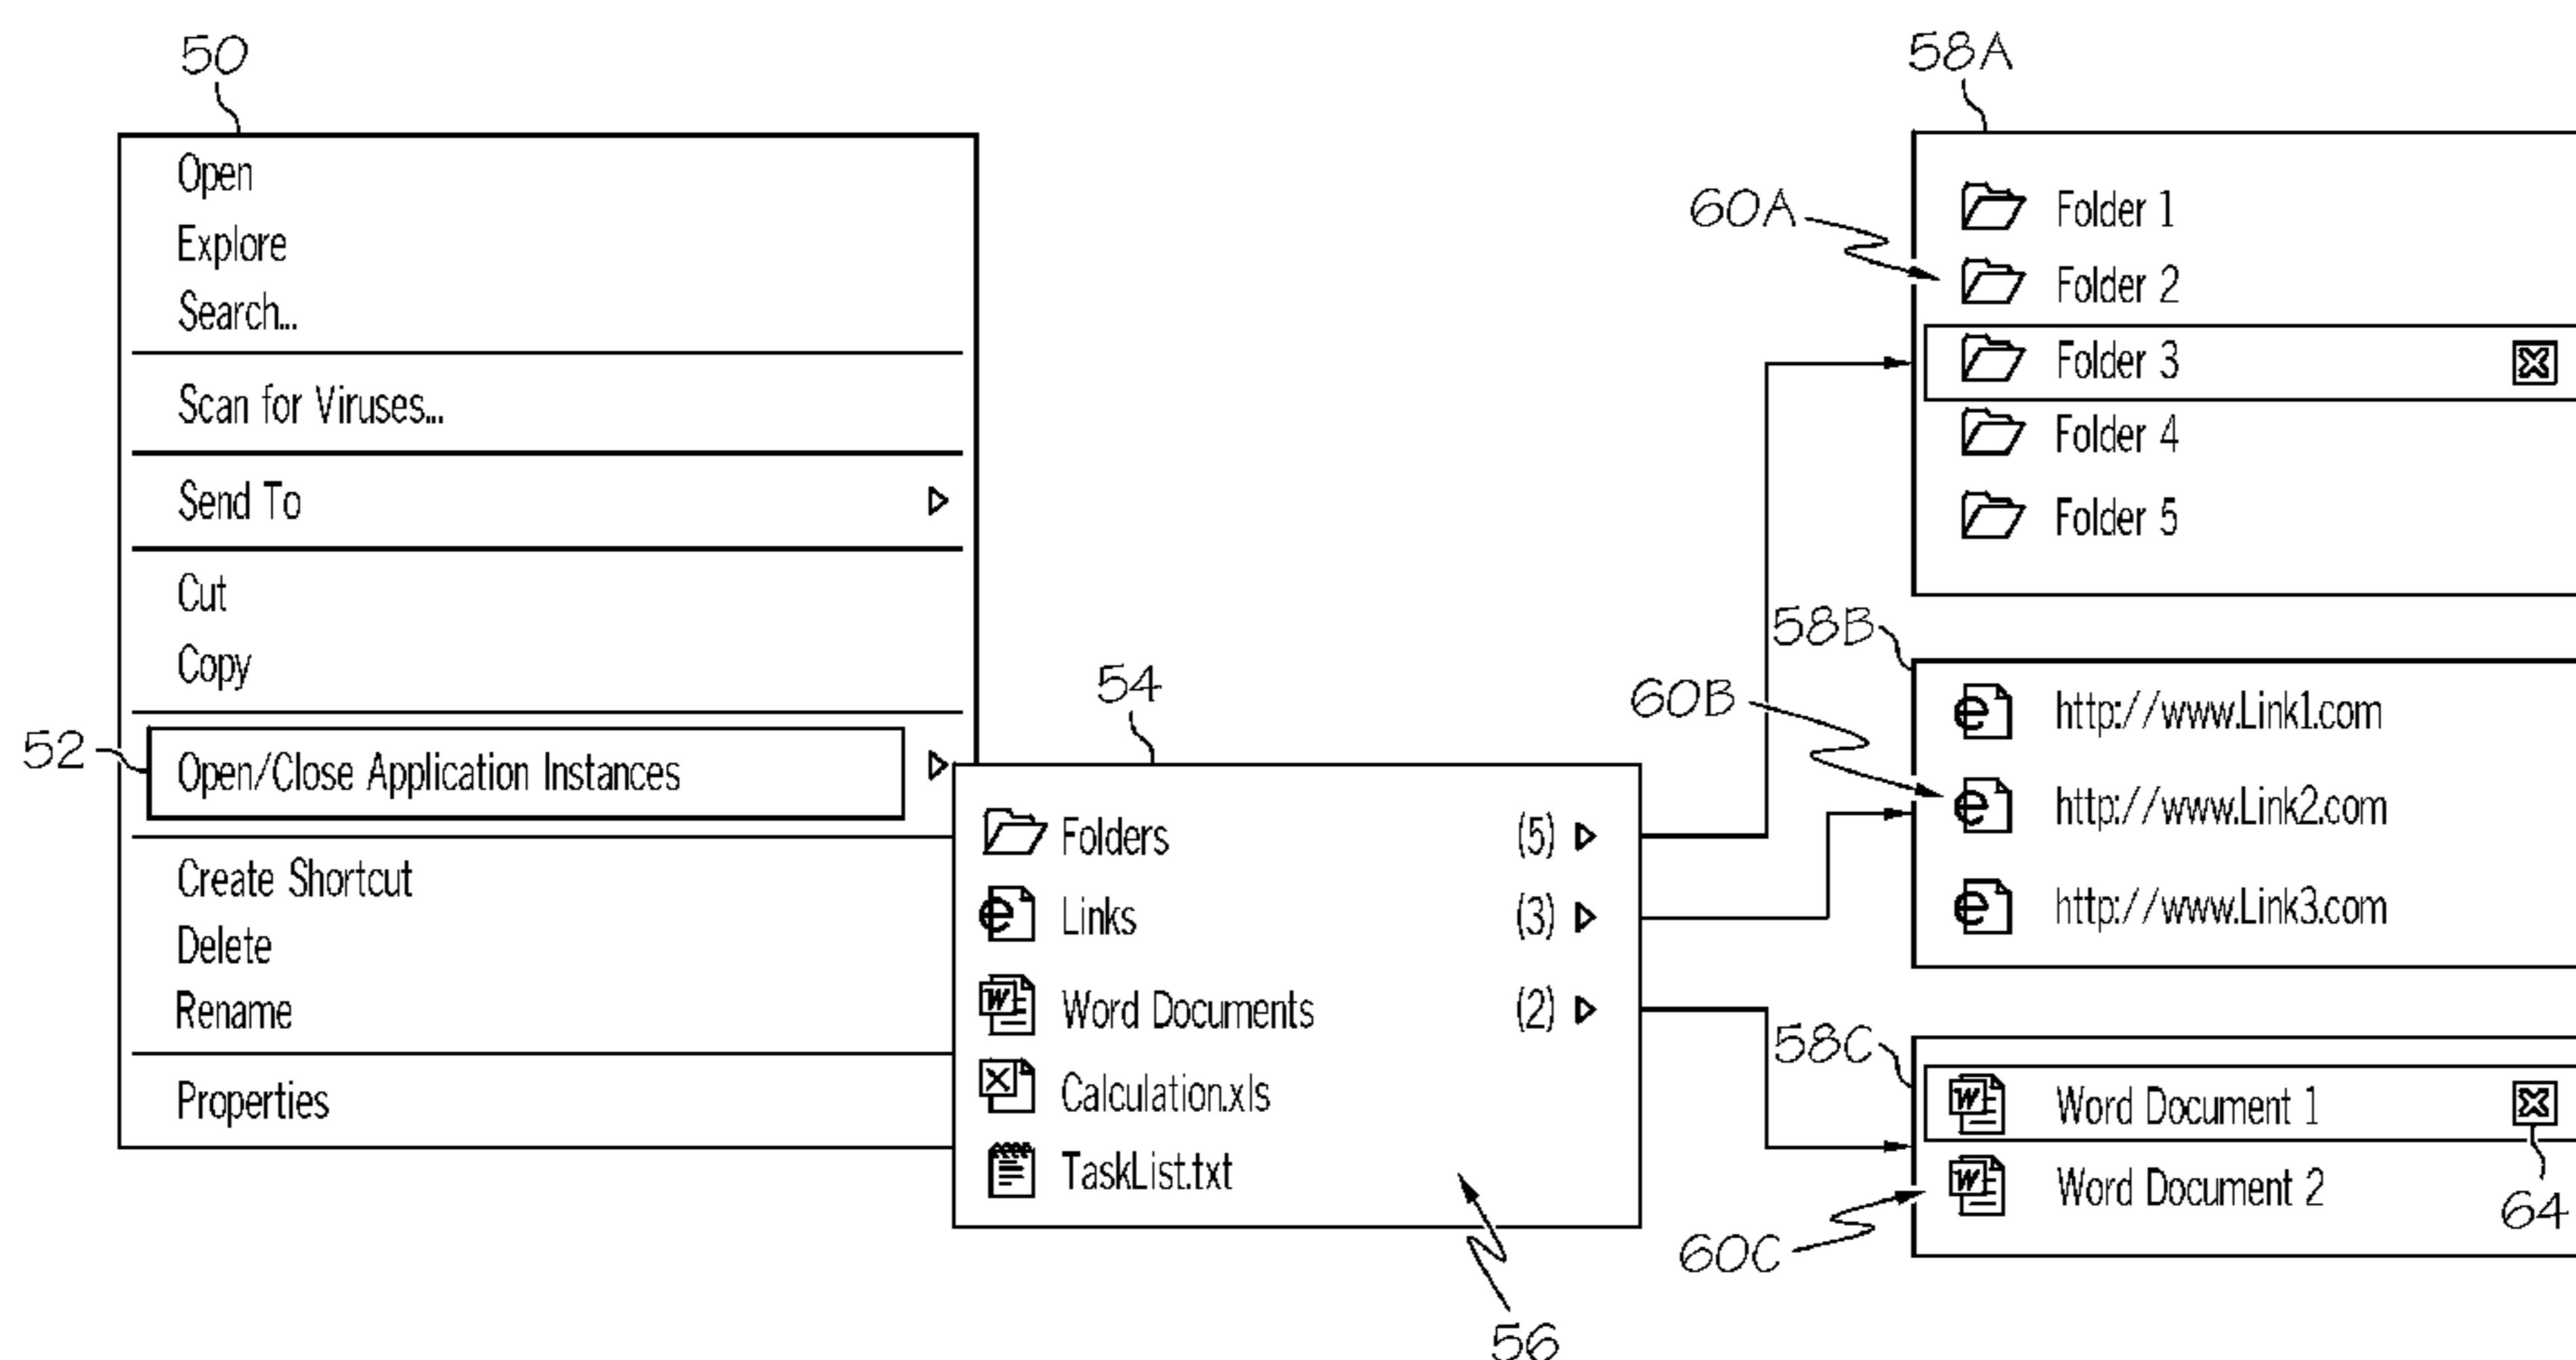 50
Open
Explore
Search...
Scan for Viruses...
Send To
Cut
Copy
52
Open/Close Application Instances
Create Shortcut
Delete
Rename
Properties
54
Folders (5)
Links (3)
Word Documents (2)
Calculation.xls
TaskList.txt
56
58A
60A
Folder 1
Folder 2
Folder 3
Folder 4
Folder 5
58B
60B
http://www.Link1.com
http://www.Link2.com
http://www.Link3.com
58C
Word Document 1
Word Document 2
60C
64